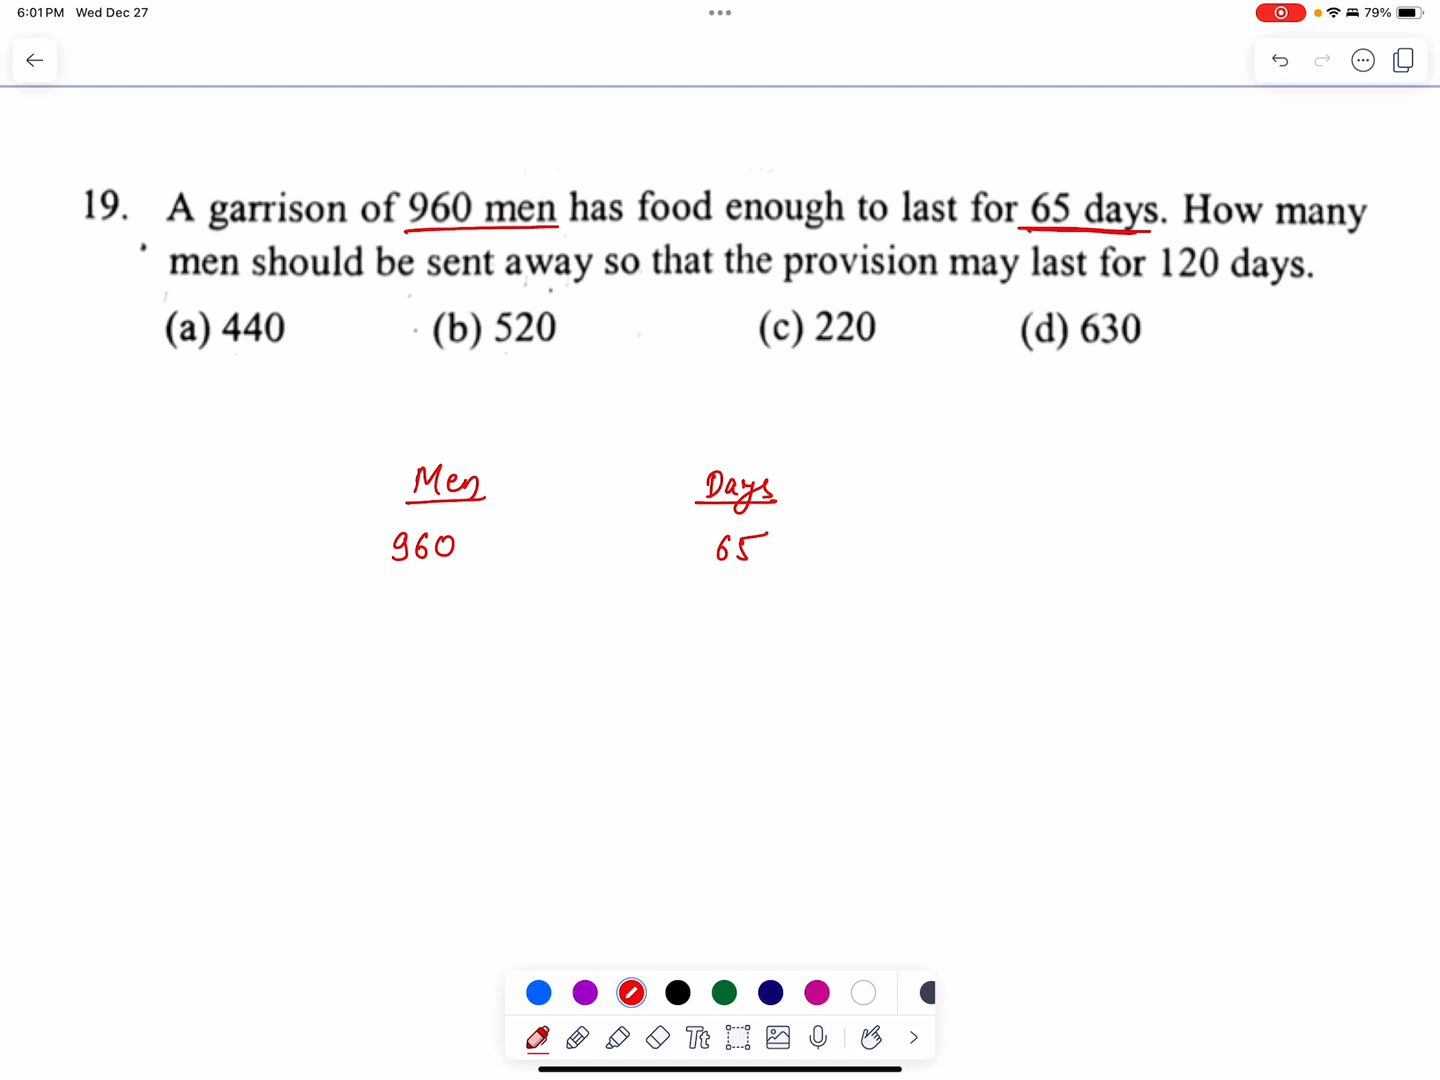 6:01 PM Wed Dec 27
79%
19. A garrison of 960 men has food enough to last for 65 days. How many
men should be sent away so that the provision may last for 120 days.
(a) 440 (b) 520 (c) 220 (d) 630
Men Days
960 65
Tt